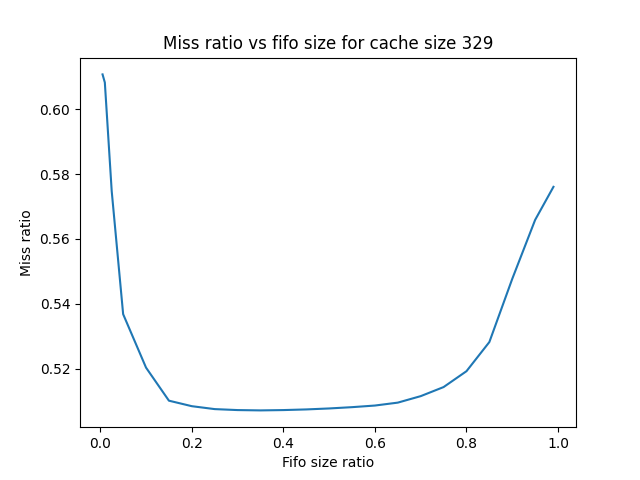 Miss ratio vs fifo size for cache size 329
0.60
0.58
0.56
0.54
0.52
Miss ratio
0.0 0.2 0.4 0.6 0.8 1.0
Fifo size ratio